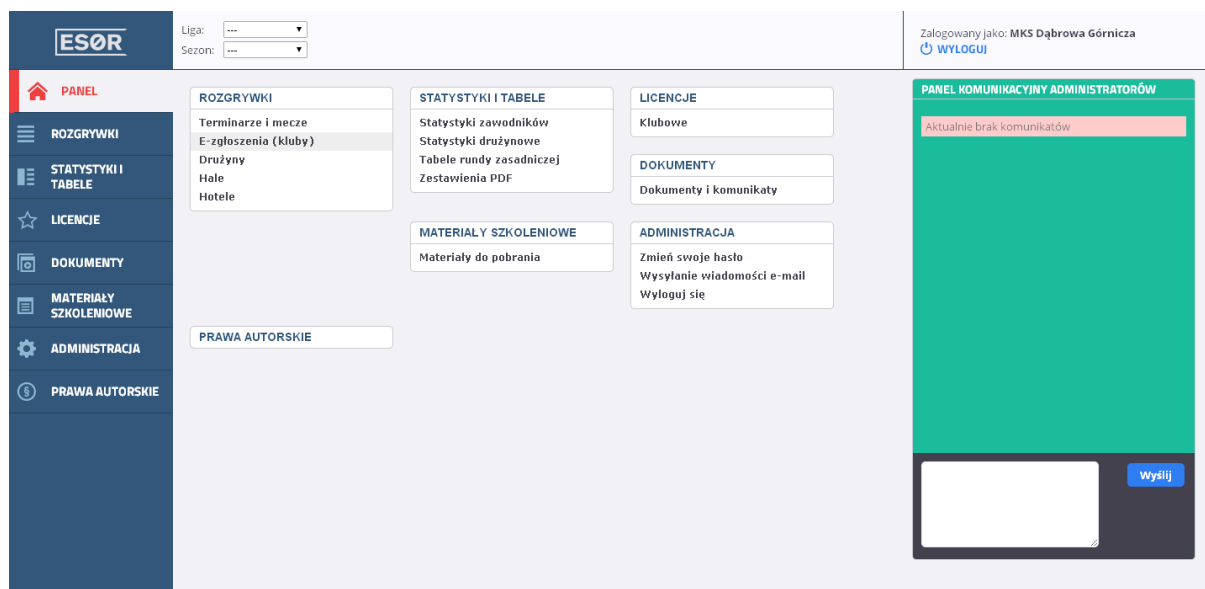 ESØR
Liga: ---
Sezon: ---
Zalogowany jako: MKS Dąbrowa Górnicza
WYLOGUJ
PANEL
ROZGRYWKI
STATYSTYKI I
TABELE
LICENCJE
DOKUMENTY
MATERIAŁY
SZKOLENIOWE
ADMINISTRACJA
PRAWA AUTORSKIE
ROZGRYWKI
Terminarze i mecze
E-zgłoszenia (kluby)
Drużyny
Hale
Hotele
STATYSTYKI I TABELE
Statystyki zawodników
Statystyki drużynowe
Tabele rundy zasadniczej
Zestawienia PDF
LICENCJE
Klubowe
DOKUMENTY
Dokumenty i komunikaty
MATERIAŁY SZKOLENIOWE
Materiały do pobrania
ADMINISTRACJA
Zmień swoje hasło
Wysyłanie wiadomości e-mail
Wyloguj się
PRAWA AUTORSKIE
PANEL KOMUNIKACYJNY ADMINISTRATORÓW
Aktualnie brak komunikatów
Wyślij